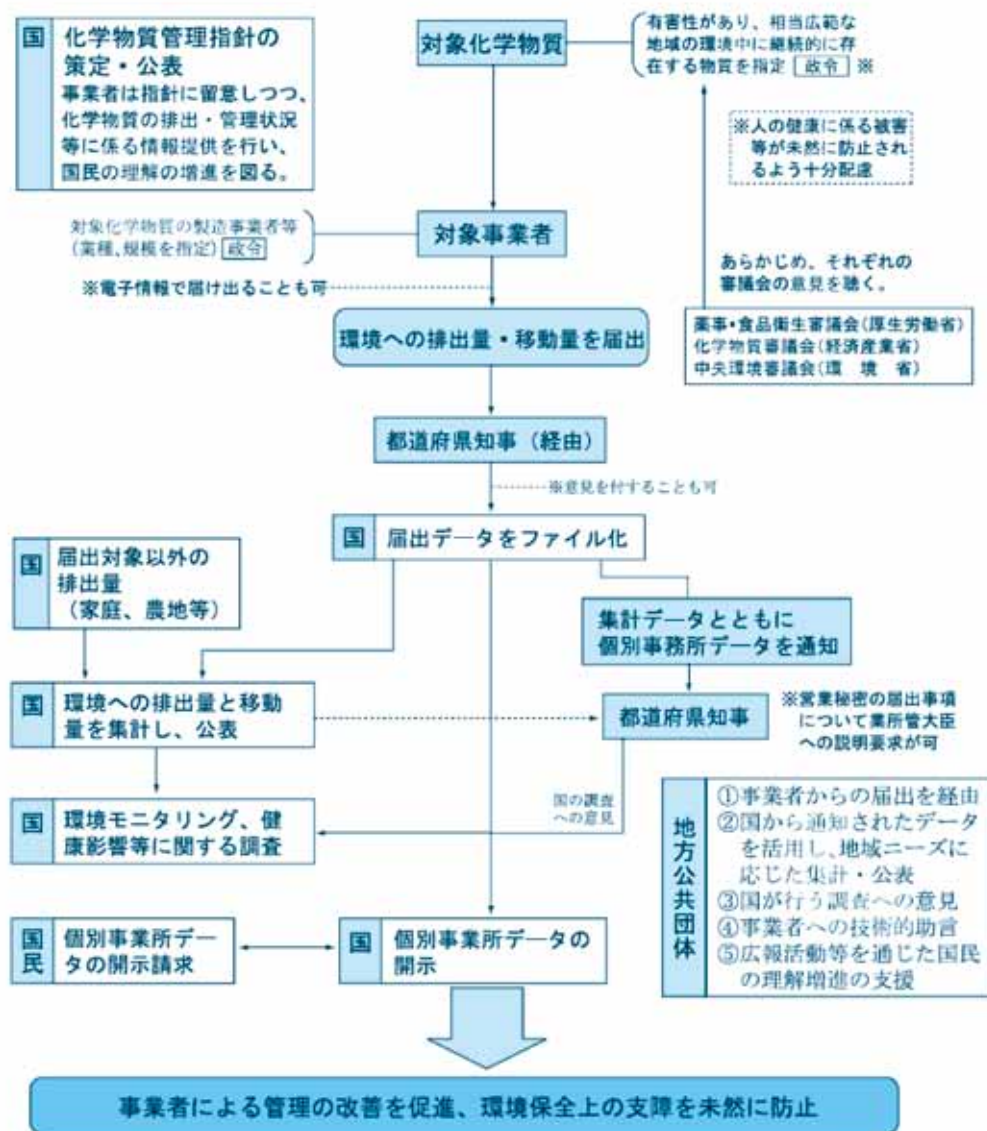 国
化学物質管理指針の
策定・公表
事業者は指針に留意しつつ、
化学物質の排出・管理状況
等に係る情報提供を行い、
国民の理解の増進を図る。
対象化学物質
有害性があり、相当広範な
地域の環境中に継続的に存
在する物質を指定 政令 ※
※人の健康に係る被害
等が未然に防止され
るよう十分配慮
対象化学物質の製造事業者等
(業種、規模を指定) 政令
対象事業者
あらかじめ、それぞれの
審議会の意見を聴く。
※電子情報で届け出ることも可
薬事・食品衛生審議会(厚生労働省)
化学物質審議会(経済産業省)
中央環境審議会(環 境 省)
環境への排出量・移動量を届出
都道府県知事（経由）
※意見を付することも可
国
届出データをファイル化
国
届出対象以外の
排出量
（家庭、農地等）
集計データとともに
個別事務所データを通知
国
環境への排出量と移動
量を集計し、公表
都道府県知事
※営業秘密の届出事項
について業所管大臣
への説明要求が可
国の調査
への意見
国
環境モニタリング、健
康影響等に関する調査
地方公共団体
①事業者からの届出を経由
②国から通知されたデータ
を活用し、地域ニーズに
応じた集計・公表
③国が行う調査への意見
④事業者への技術的助言
⑤広報活動等を通じた国民
の理解増進の支援
国民
個別事業所デー
タの開示請求
国
個別事業所データの
開示
事業者による管理の改善を促進、環境保全上の支障を未然に防止